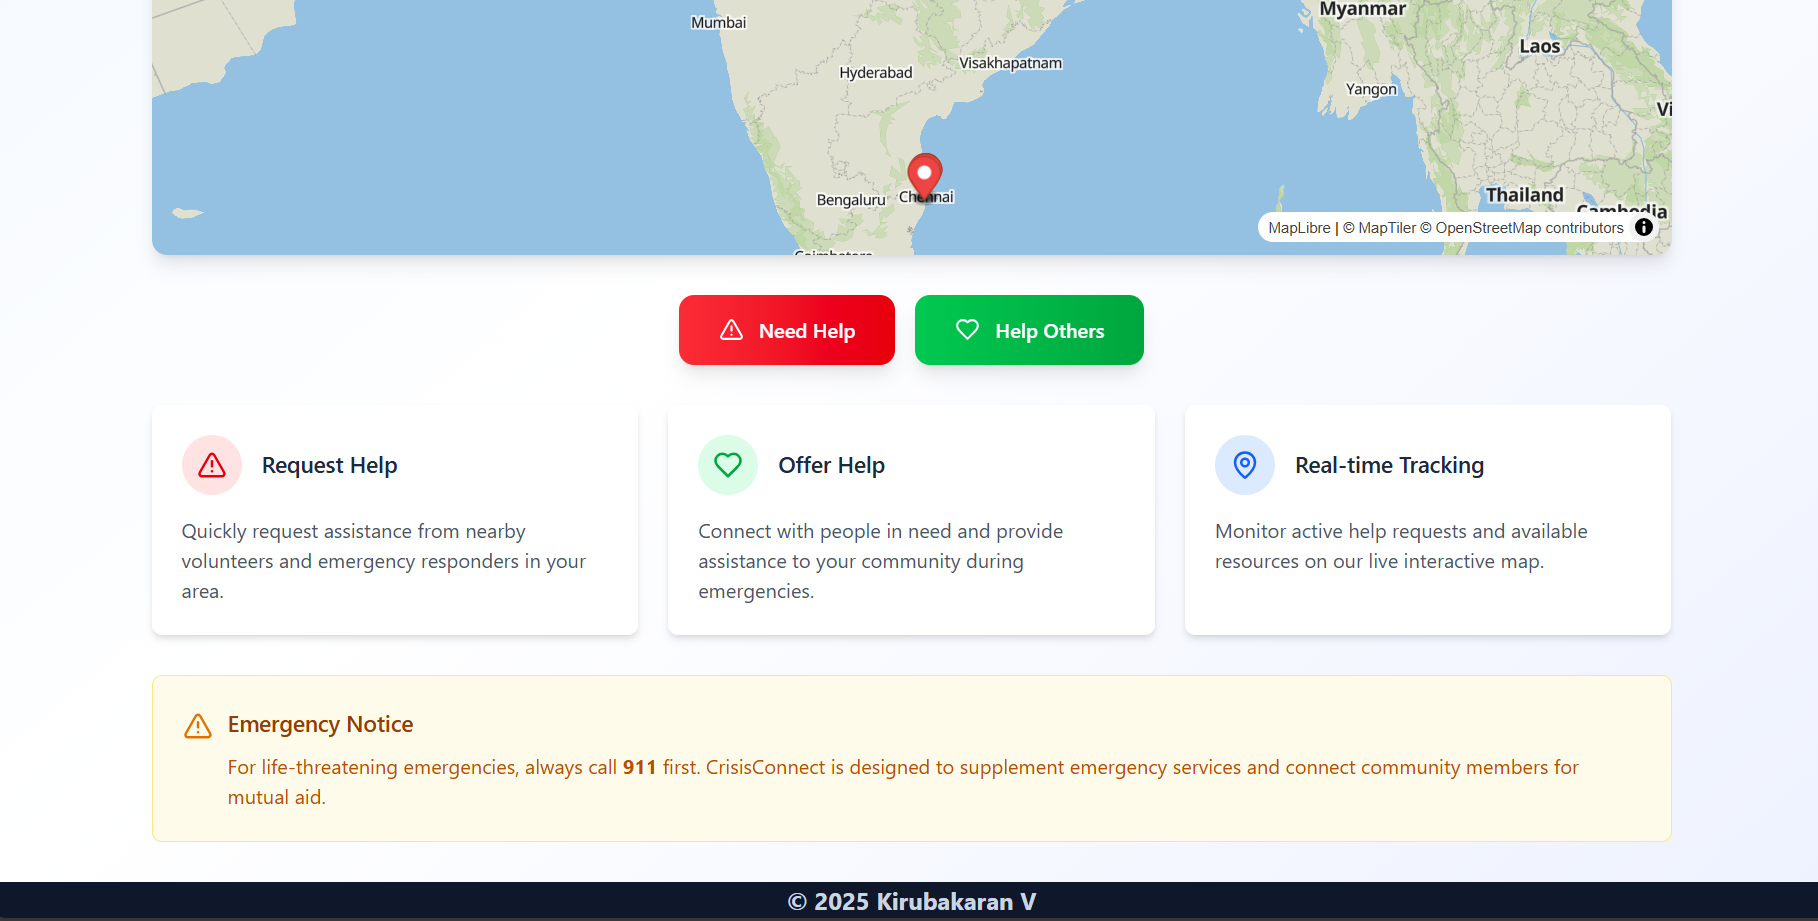 Myanmar
Mumbai
Laos
Visakhapatnam
Hyderabad
Yangon
Vi
Bengaluru
Chennai
Thailand
Cambodia
MapLibre | © MapTiler © OpenStreetMap contributors
Coimbatore
Need Help
Help Others
Request Help
Offer Help
Real-time Tracking
Quickly request assistance from nearby
volunteers and emergency responders in your
area.
Connect with people in need and provide
assistance to your community during
emergencies.
Monitor active help requests and available
resources on our live interactive map.
Emergency Notice
For life-threatening emergencies, always call 911 first. CrisisConnect is designed to supplement emergency services and connect community members for
mutual aid.
© 2025 Kirubakaran V